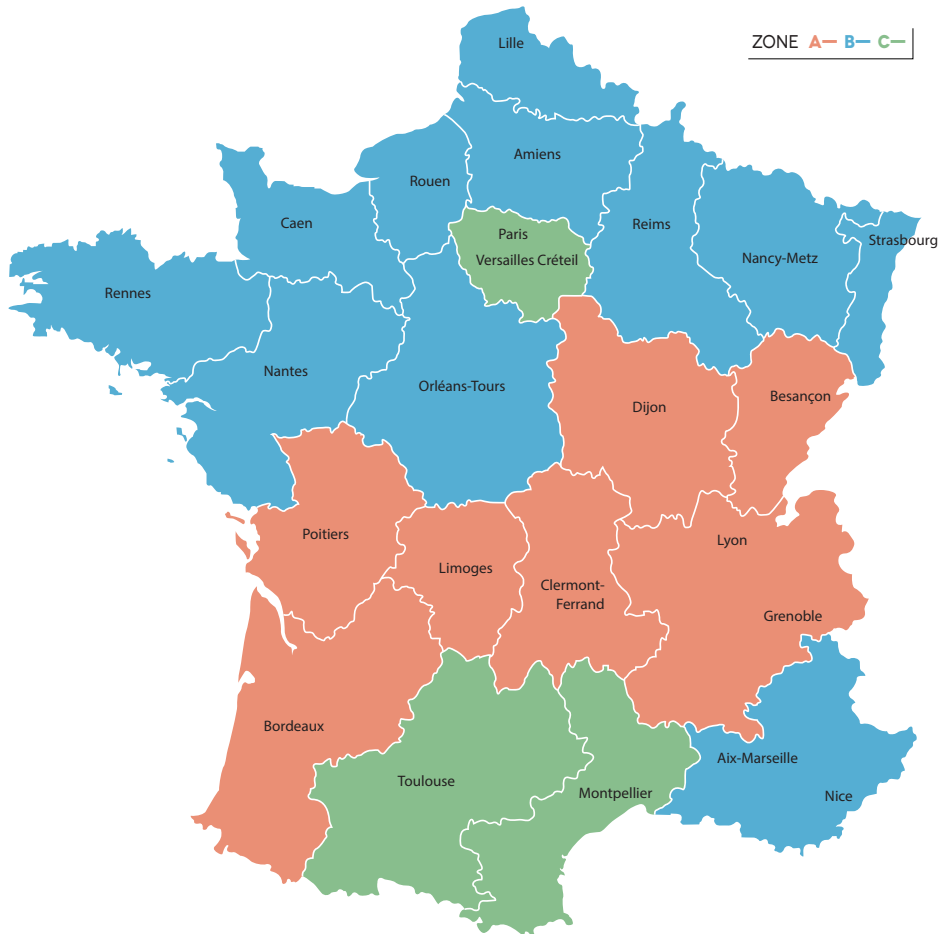 Lille
ZONE A B C
Amiens
Rouen
Caen
Paris
Versailles Créteil
Reims
Strasbourg
Nancy-Metz
Rennes
Nantes
Orléans-Tours
Dijon
Besançon
Poitiers
Limoges
Clermont-
Ferrand
Lyon
Grenoble
Bordeaux
Toulouse
Montpellier
Aix-Marseille
Nice